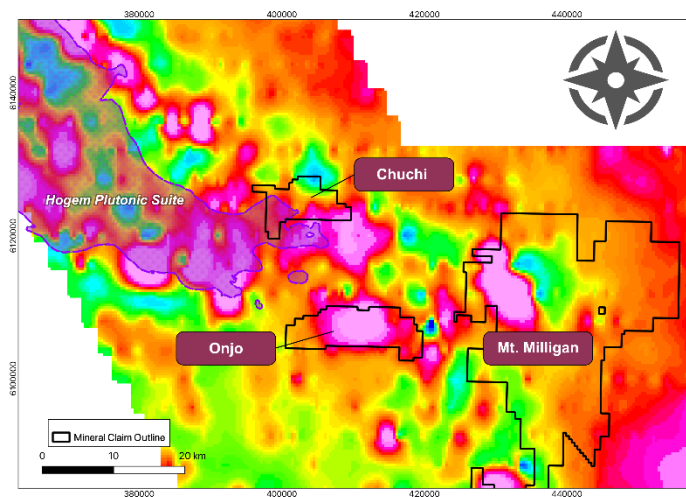 380000 400000 420000 440000
6140000
Chuchi
Hogem Plutonic Suite
6120000
Onjo
Mt. Milligan
6100000
Mineral Claim Outline
0 10 20 km
380000 400000 420000 440000